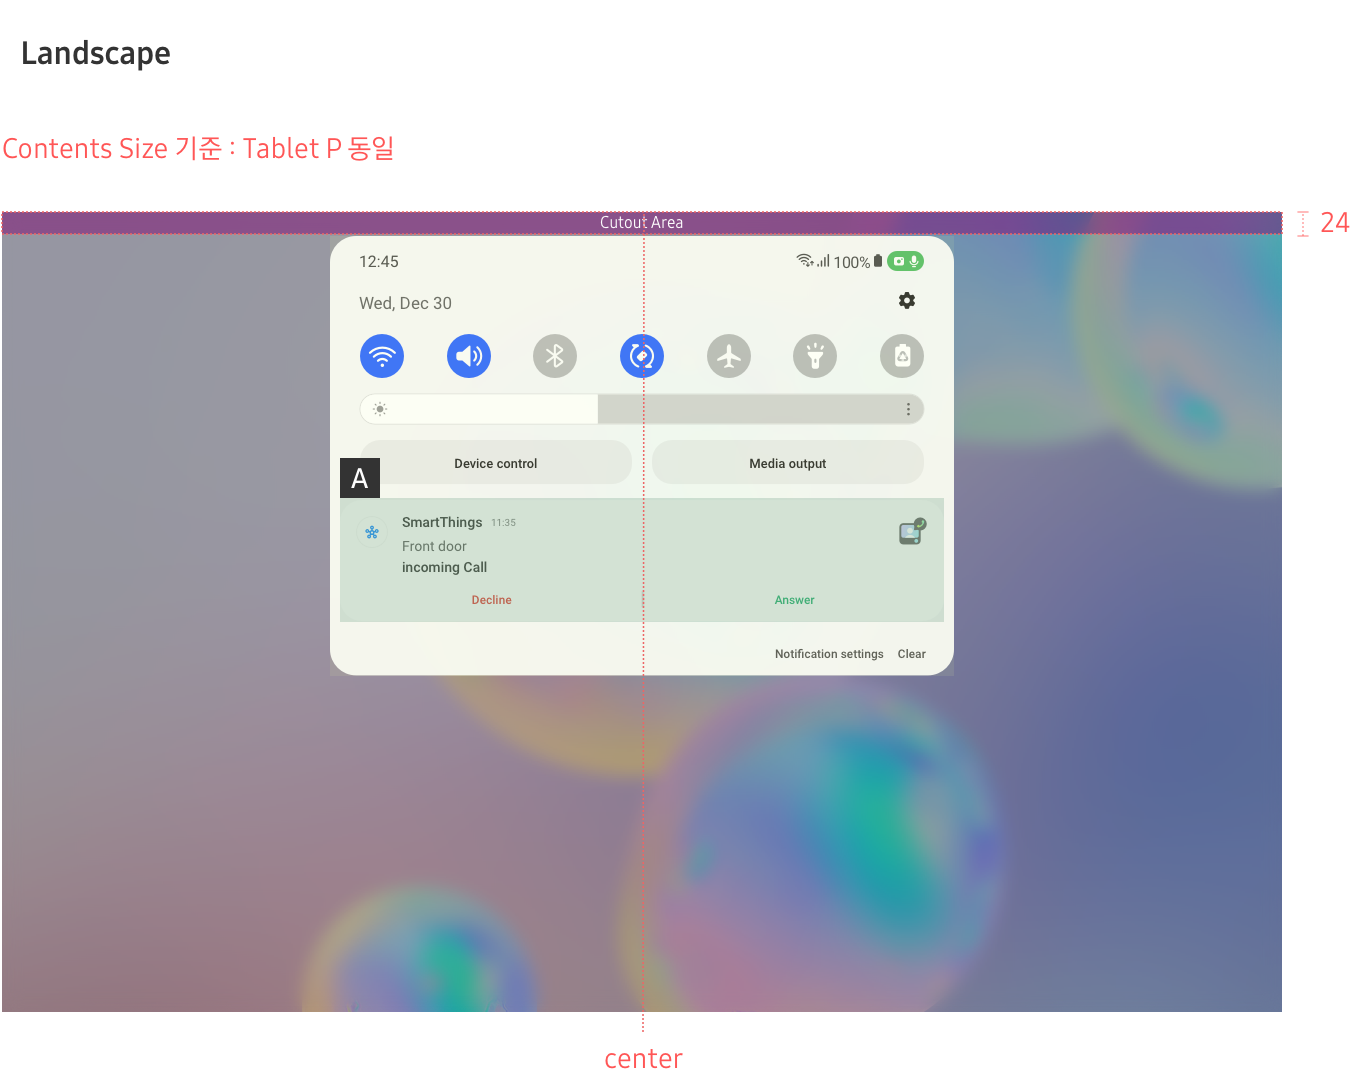 Landscape
Contents Size 기준 : Tablet P 동일
Cutout Area
24
12:45
100%
Wed, Dec 30
Device control
Media output
A
SmartThings 11:35
Front door
incoming Call
Decline
Answer
Notification settings
Clear
center